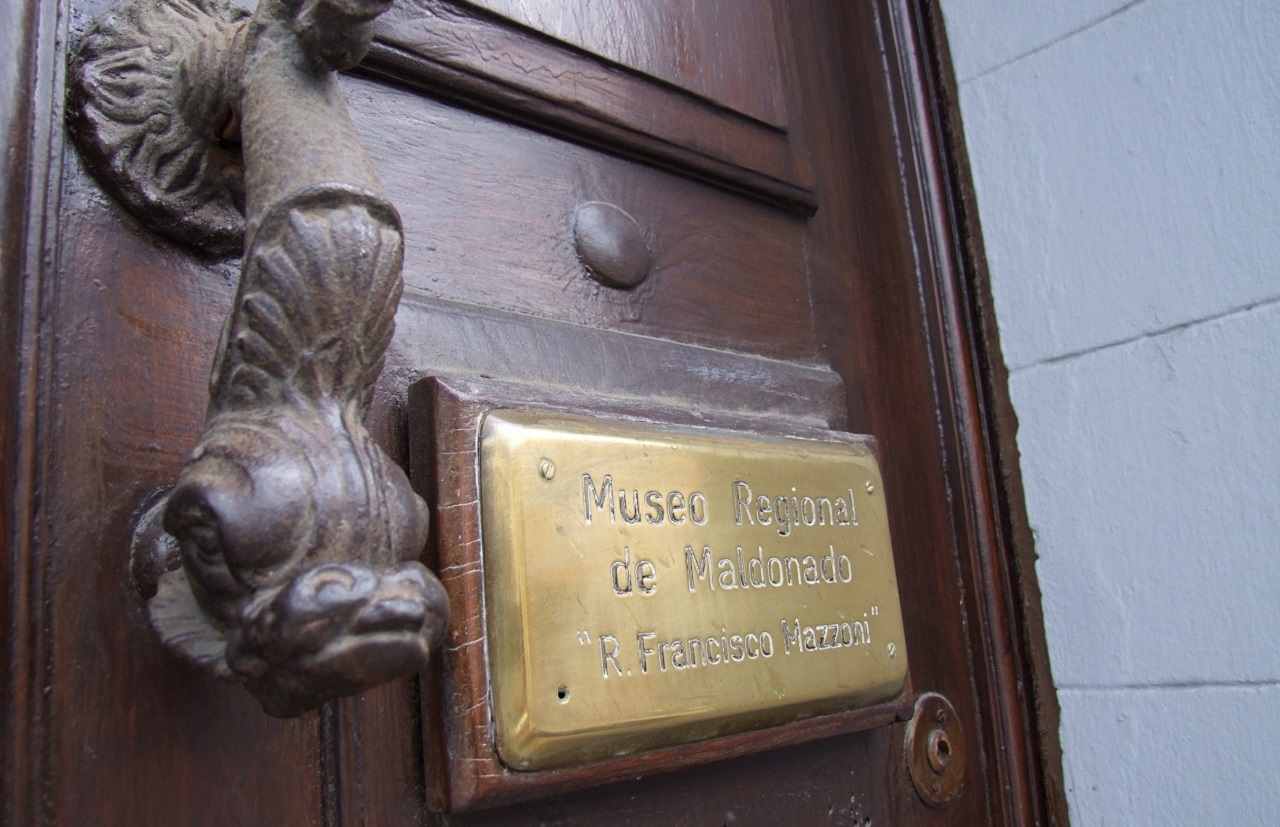 Museo Regional
de Maldonado
"R. Francisco Mazzoni"